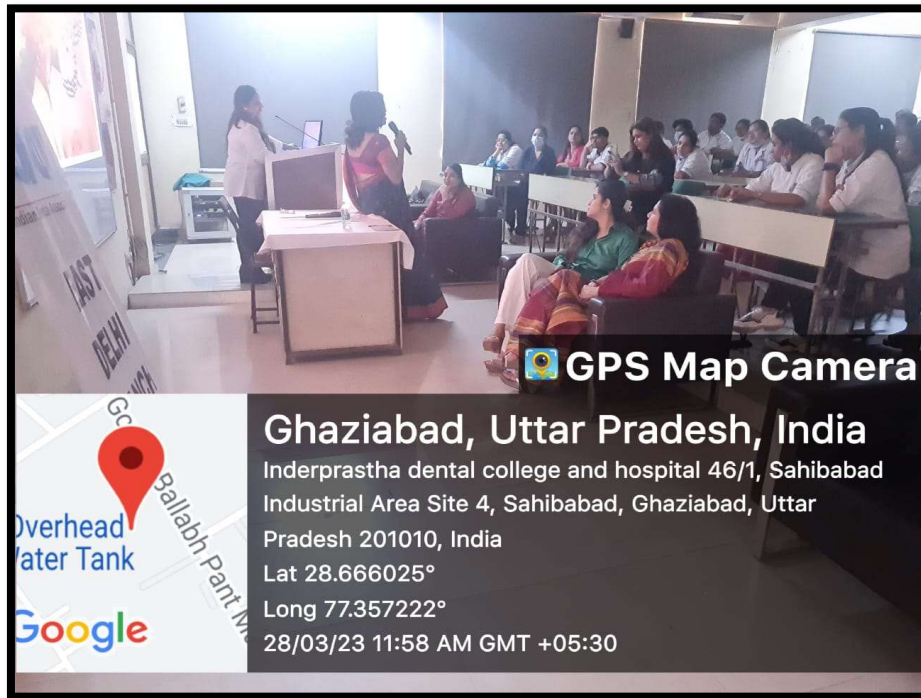 EAST
DELHI
GPS Map Camera
Ghaziabad, Uttar Pradesh, India
Inderprastha dental college and hospital 46/1, Sahibabad
Industrial Area Site 4, Sahibabad, Ghaziabad, Uttar
Pradesh 201010, India
Lat 28.666025°
Long 77.357222°
28/03/23 11:58 AM GMT +05:30
Ballabh Pant
Overhead
Water Tank
Google